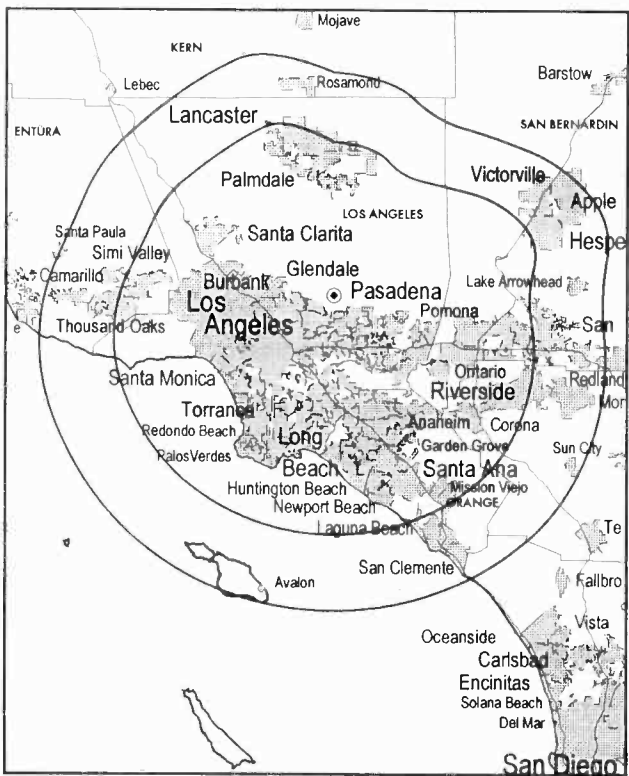 Mojave
KERN
Lebec
Rosamond
Barstow
Lancaster
ENTURA
SAN BERNARDIN
Palmdale
Victorville
LOS ANGELES
Apple
Santa Paula
Santa Clarita
Hespe
Simi Valley
Camarillo
Burbank
Glendale
Lake Arrowhead
Los
Angeles
Pasadena
Pomona
San
e
Thousand Oaks
Santa Monica
Ontario
Redland
Riverside
Mor
Torrance
Anaheim
Corona
Redondo Beach
Long
Beach
Garden Grove
Sun City
Palos Verdes
Santa Ana
Huntington Beach
Mission Viejo
Newport Beach
ORANGE
Laguna Beach
Te
San Clemente
Avalon
Fallbro
Vista
Oceanside
Carlsbad
Encinitas
Solana Beach
Del Mar
San Diego